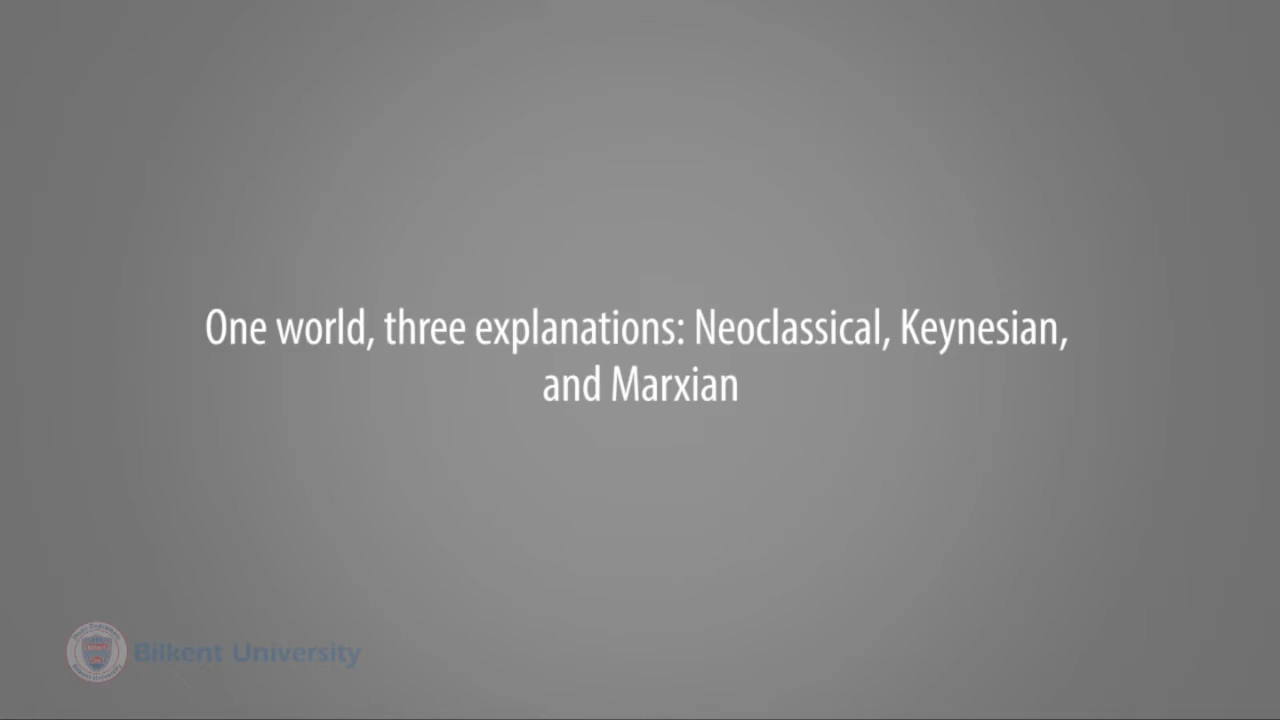 One world, three explanations: Neoclassical, Keynesian,
and Marxian
Bilkent University